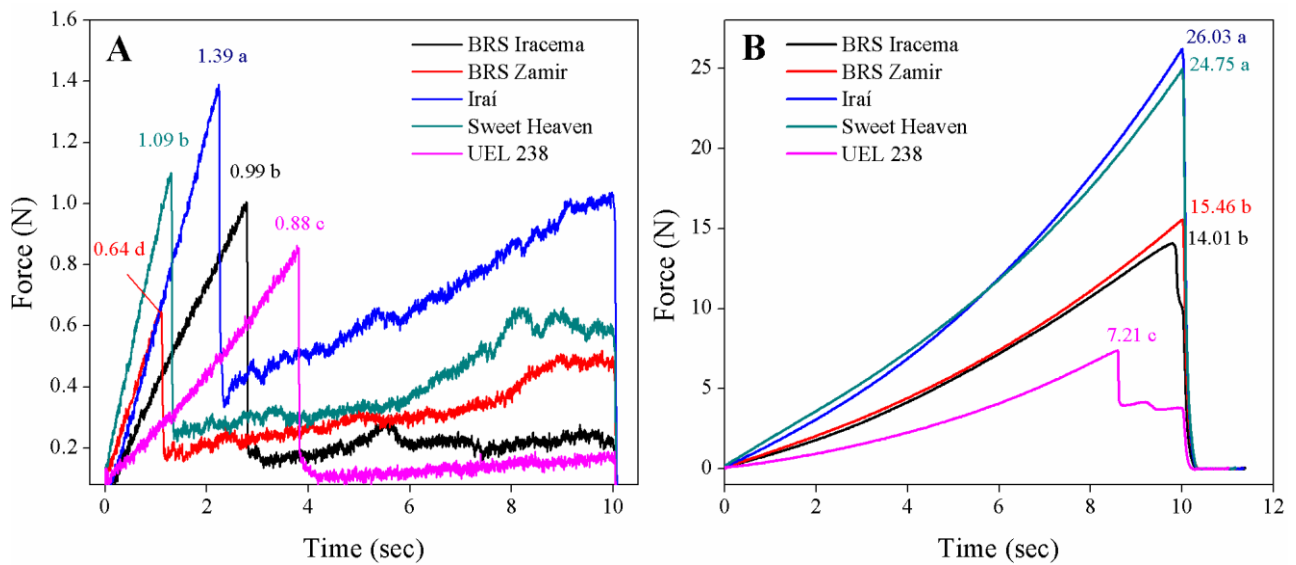 A
BRS Iracema
BRS Zamir
Iraí
Sweet Heaven
UEL 238
1.39 a
1.09 b
0.99 b
0.88 c
0.64 d
1.6
1.4
1.2
1.0
0.8
0.6
0.4
0.2
Force (N)
0 2 4 6 8 10
Time (sec)
B
BRS Iracema
BRS Zamir
Iraí
Sweet Heaven
UEL 238
26.03 a
24.75 a
15.46 b
14.01 b
7.21 c
25
20
15
10
5
0
Force (N)
0 2 4 6 8 10 12
Time (sec)